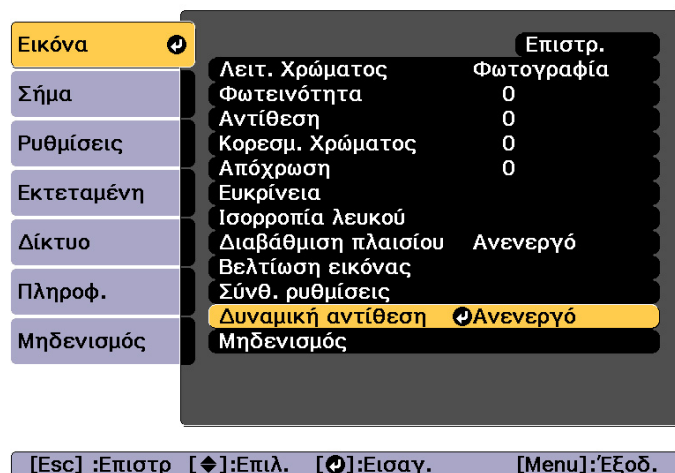 Εικόνα
Σήμα
Ρυθμίσεις
Εκτεταμένη
Δίκτυο
Πληροφ.
Μηδενισμός
Επιστρ.
Λειτ. Χρώματος Φωτογραφία
Φωτεινότητα 0
Αντίθεση 0
Κορεσμ. Χρώματος 0
Απόχρωση 0
Ευκρίνεια
Ισορροπία λευκού
Διαβάθμιση πλαισίου Ανενεργό
Βελτίωση εικόνας
Σύνθ. ρυθμίσεις
Δυναμική αντίθεση Ανενεργό
Μηδενισμός
[Esc] :Επιστρ [◆]:Επιλ. [⏎]:Εισαγ. [Menu]:Έξοδ.